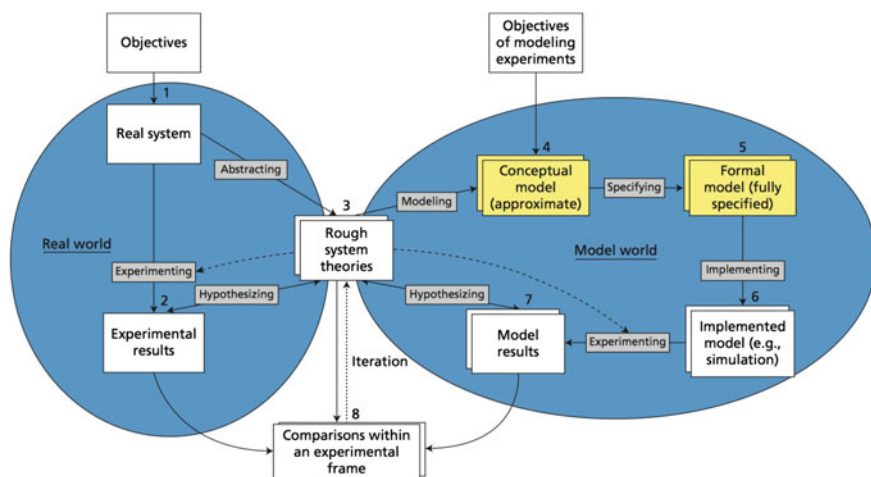 Objectives
Objectives
of modeling
experiments
1
Real system
Abstracting
3
Rough
system
theories
Modeling
4
Conceptual
model
(approximate)
Specifying
5
Formal
model (fully
specified)
Real world
Model world
Experimenting
2
Hypothesizing
Experimental
results
Hypothesizing
7
Model
results
Experimenting
Implementing
6
Implemented
model (e.g.,
simulation)
Iteration
8
Comparisons within
an experimental
frame